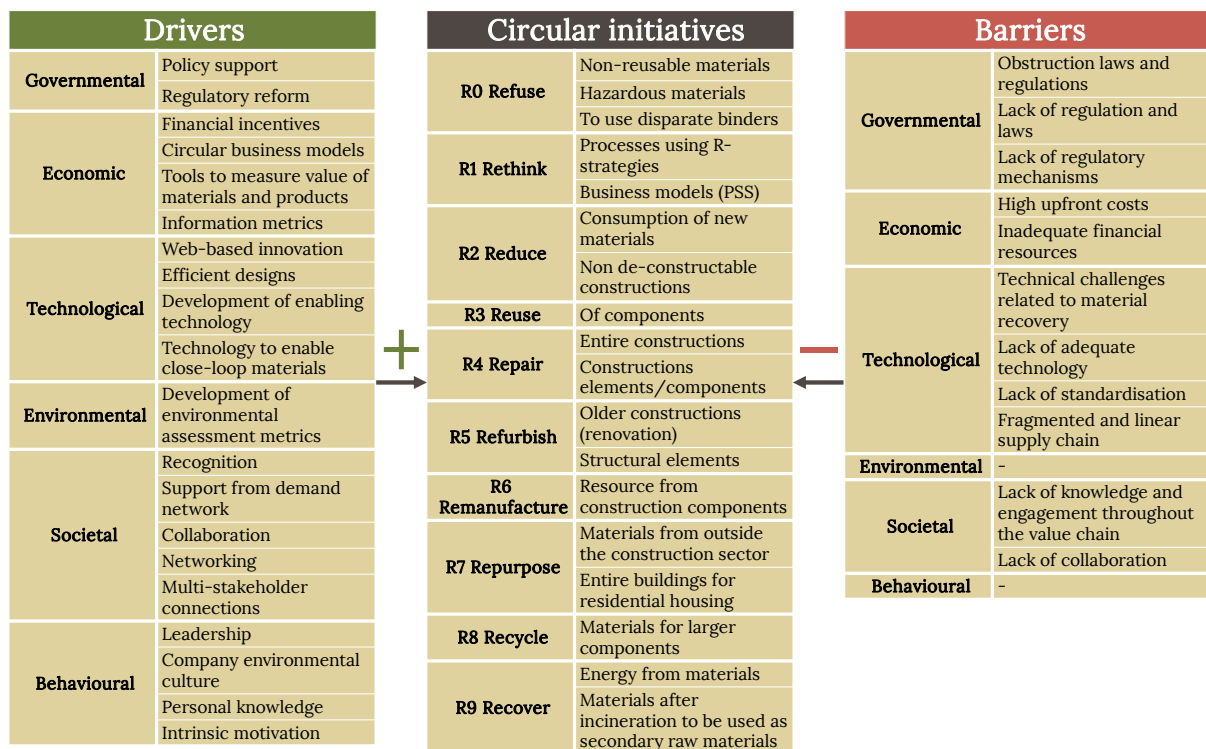 Drivers
Governmental
Policy support
Regulatory reform
Economic
Financial incentives
Circular business models
Tools to measure value of
materials and products
Information metrics
Technological
Web-based innovation
Efficient designs
Development of enabling
technology
Technology to enable
close-loop materials
Environmental
Development of
environmental
assessment metrics
Societal
Recognition
Support from demand
network
Collaboration
Networking
Multi-stakeholder
connections
Behavioural
Leadership
Company environmental
culture
Personal knowledge
Intrinsic motivation
+
Circular initiatives
R0 Refuse
Non-reusable materials
Hazardous materials
To use disparate binders
R1 Rethink
Processes using R-
strategies
Business models (PSS)
R2 Reduce
Consumption of new
materials
Non de-constructable
constructions
R3 Reuse
Of components
R4 Repair
Entire constructions
Constructions
elements/components
R5 Refurbish
Older constructions
(renovation)
Structural elements
R6
Remanufacture
Resource from
construction components
R7 Repurpose
Materials from outside
the construction sector
Entire buildings for
residential housing
R8 Recycle
Materials for larger
components
R9 Recover
Energy from materials
Materials after
incineration to be used as
secondary raw materials
−
Barriers
Governmental
Obstruction laws and
regulations
Lack of regulation and
laws
Lack of regulatory
mechanisms
Economic
High upfront costs
Inadequate financial
resources
Technological
Technical challenges
related to material
recovery
Lack of adequate
technology
Lack of standardisation
Fragmented and linear
supply chain
Environmental
-
Societal
Lack of knowledge and
engagement throughout
the value chain
Lack of collaboration
Behavioural
-